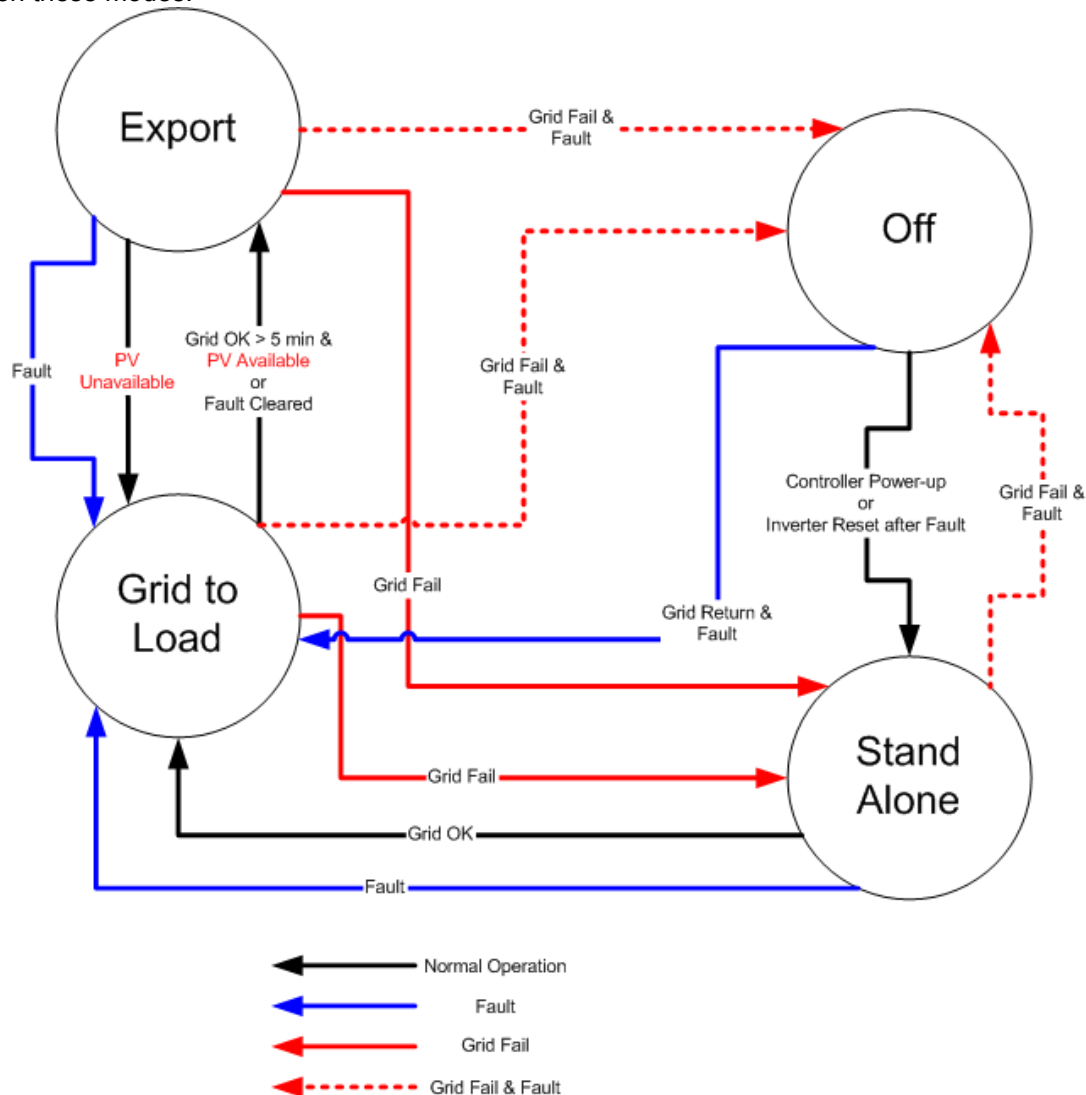 Export
Grid Fail &
Fault
Off
Fault
PV
Unavailable
Grid OK > 5 min &
PV Available
or
Fault Cleared
Grid Fail &
Fault
Controller Power-up
or
Inverter Reset after Fault
Grid Fail &
Fault
Grid to
Load
Grid Fail
Grid Return &
Fault
Stand
Alone
Grid Fail
Grid OK
Fault
Normal Operation
Fault
Grid Fail
Grid Fail & Fault